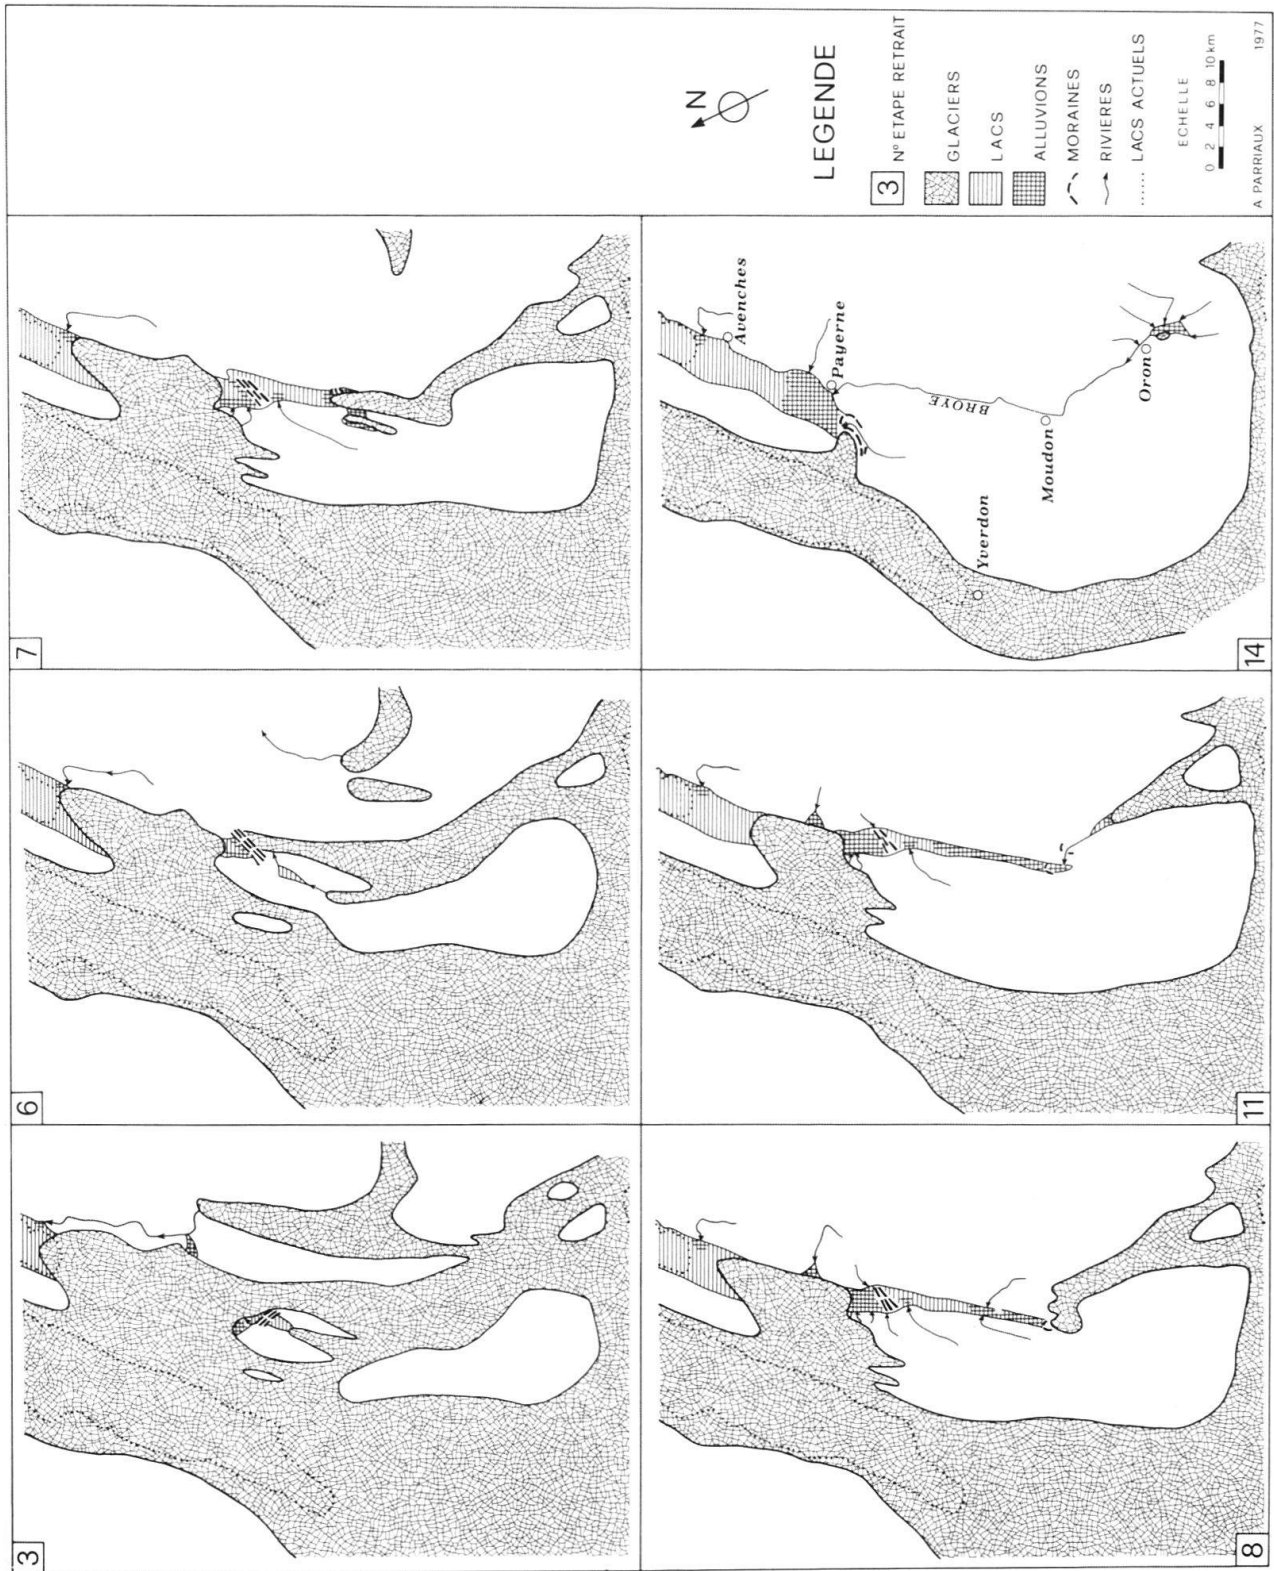 3
6
7
8
11
14
Avenches
Payerne
BROYE
Moudon
Oron
Yverdon
N
LEGENDE
3 Nº ETAPE RETRAIT
GLACIERS
LACS
ALLUVIONS
MORAINES
RIVIERES
LACS ACTUELS
ECHELLE
0 2 4 6 8 10 km
A PARRIAUX 1977